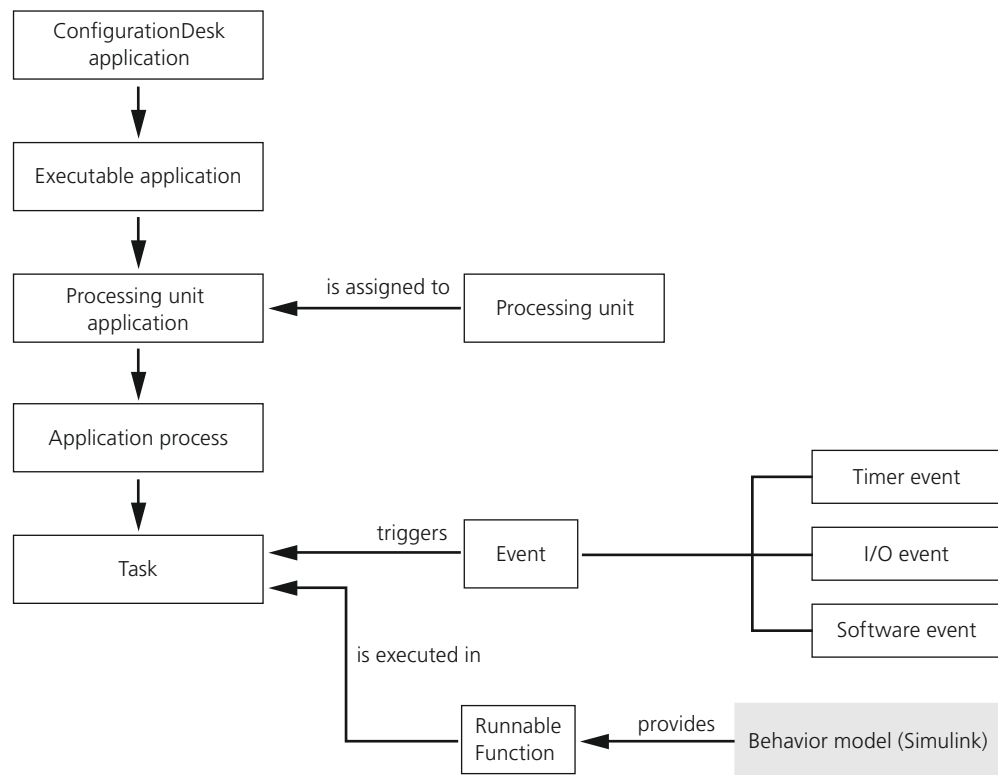 ConfigurationDesk
application
Executable application
Processing unit
application
is assigned to
Processing unit
Application process
Task
triggers
Event
Timer event
I/O event
Software event
is executed in
Runnable
Function
provides
Behavior model (Simulink)